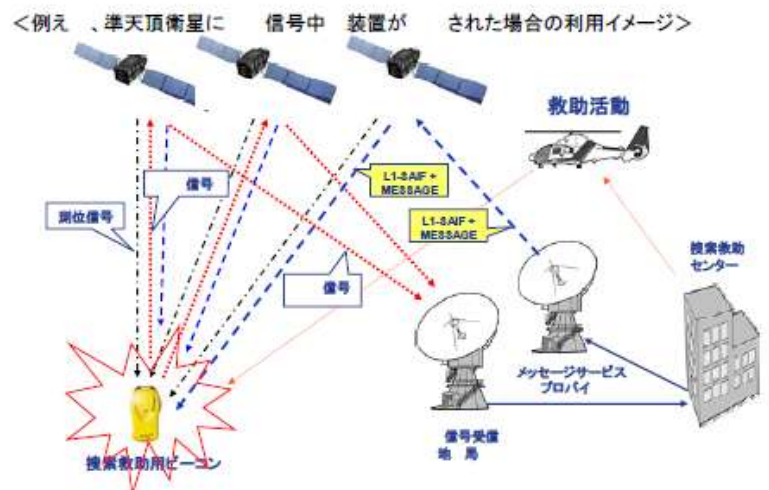 ＜例え 、準天頂衛星に 信号中 装置が された場合の利用イメージ＞
救助活動
L1-SAIF +
MESSAGE
信号
測位信号
L1-SAIF +
MESSAGE
捜索救助
センター
信号
メッセージサービス
プロバイ
捜索救助用ビーコン
信号受信
地 局